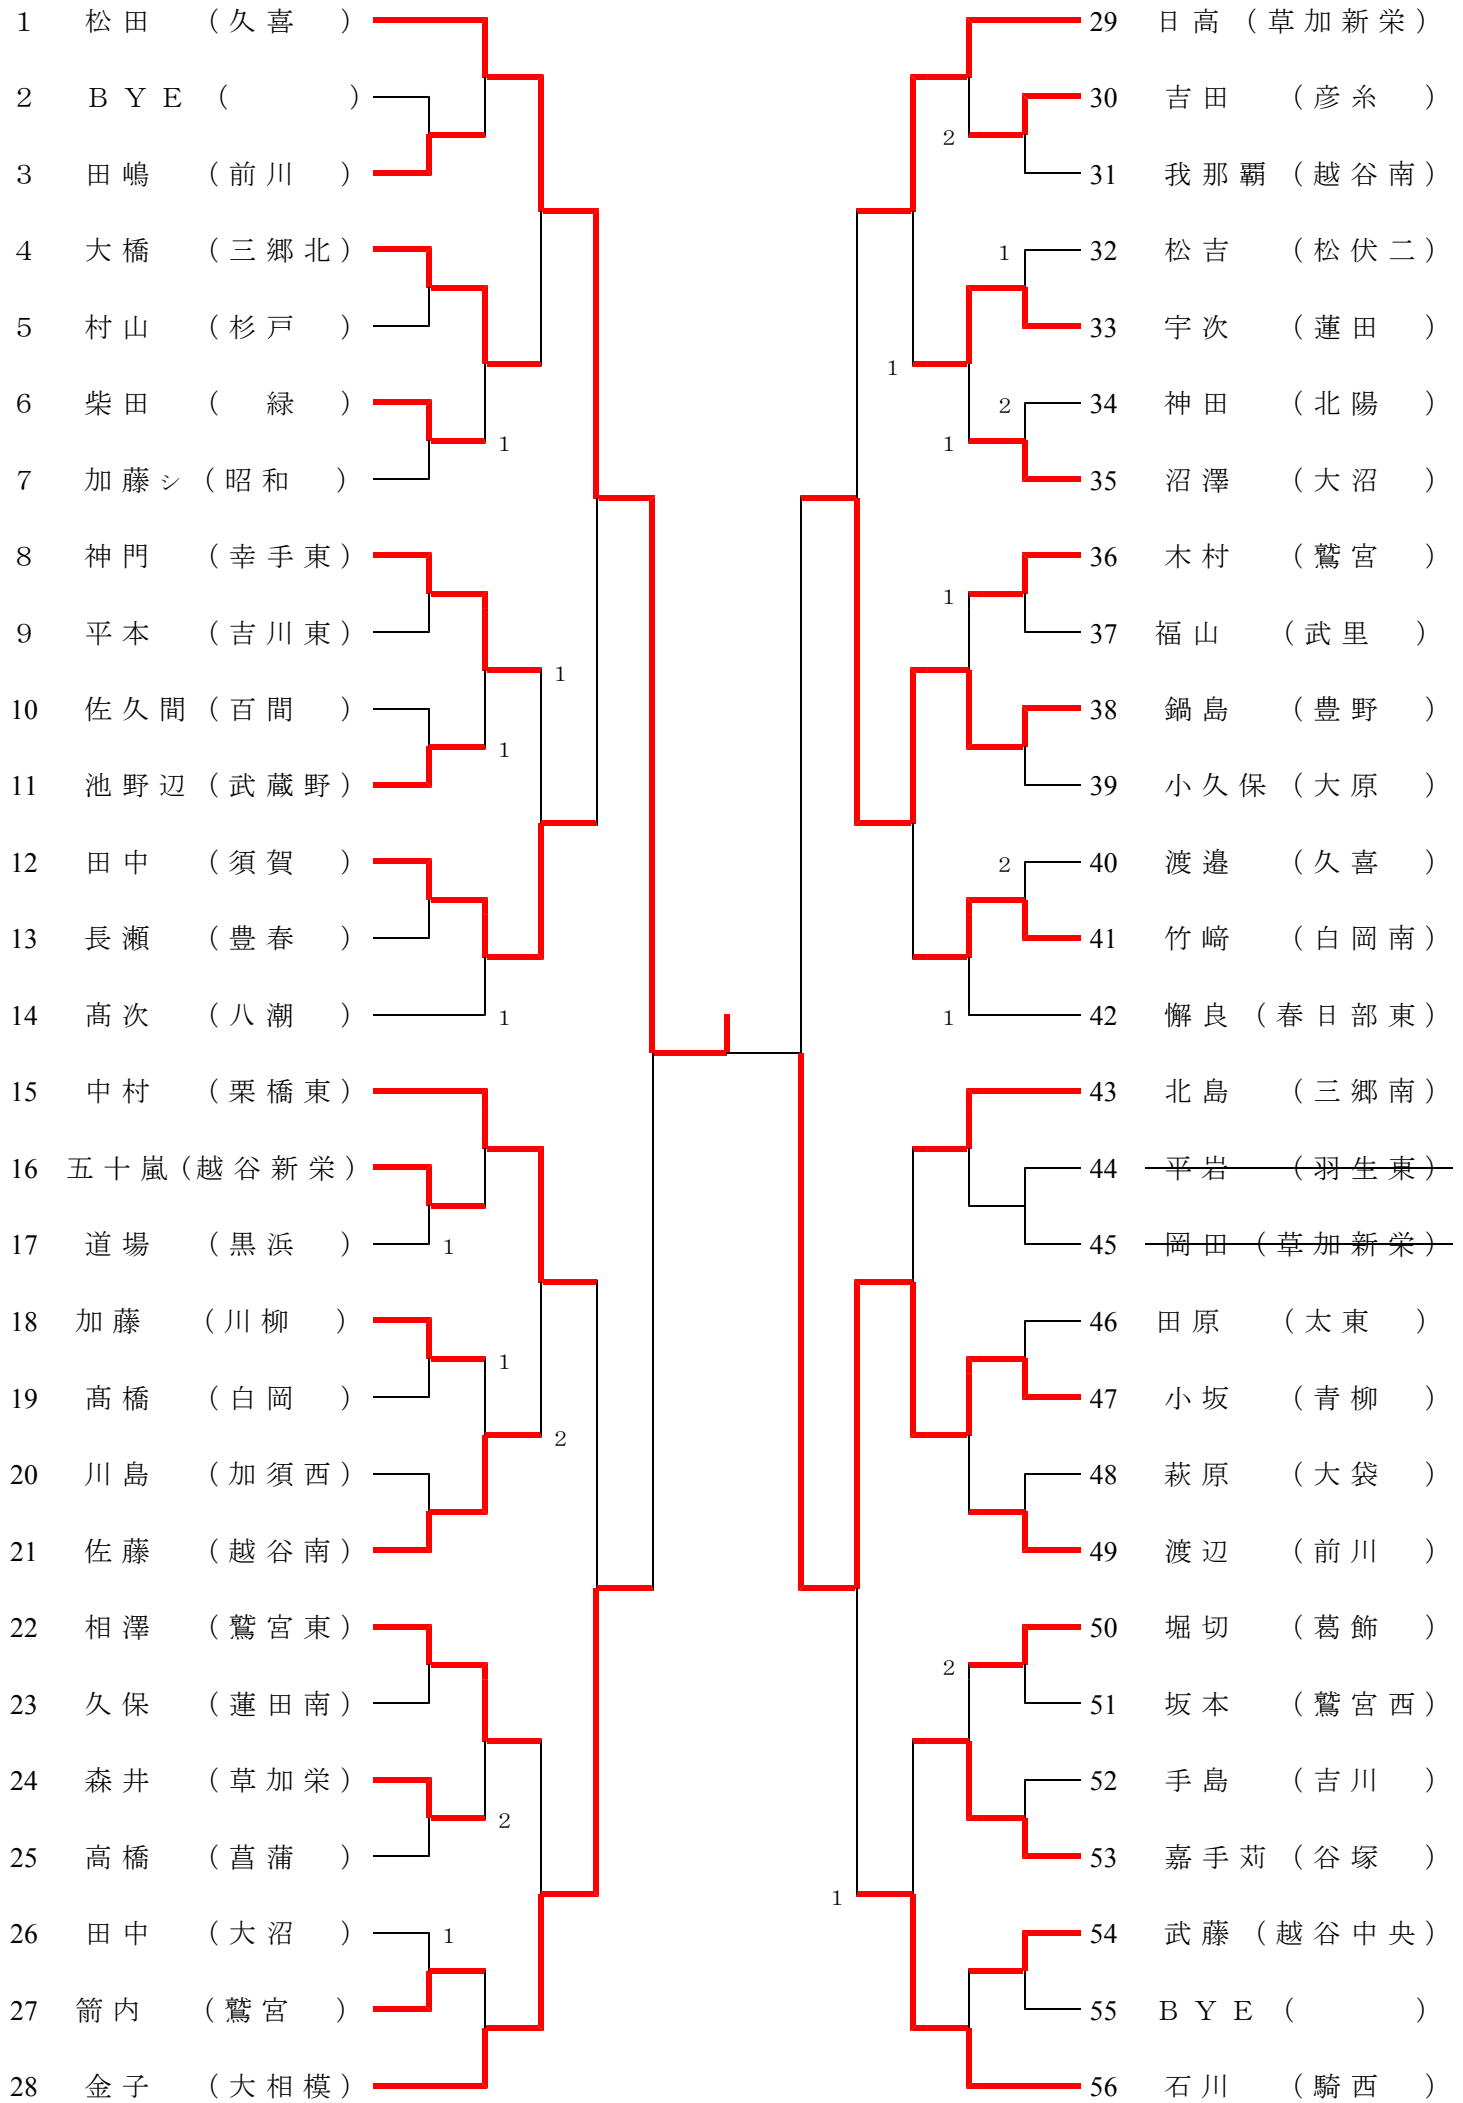 1 松田 （久喜 ）
2 ＢＹＥ（ ）
3 田嶋 （前川 ）
4 大橋 （三郷北）
5 村山 （杉戸 ）
6 柴田 （ 緑 ）
1
7 加藤シ（昭和 ）
8 神門 （幸手東）
9 平本 （吉川東）
1
10 佐久間（百間 ）
1
11 池野辺（武蔵野）
12 田中 （須賀 ）
13 長瀬 （豊春 ）
14 髙次 （八潮 ）
1
15 中村 （栗橋東）
16 五十嵐（越谷新栄）
17 道場 （黒浜 ）
1
18 加藤 （川柳 ）
1
19 髙橋 （白岡 ）
2
20 川島 （加須西）
21 佐藤 （越谷南）
22 相澤 （鷲宮東）
23 久保 （蓮田南）
24 森井 （草加栄）
2
25 高橋 （菖蒲 ）
26 田中 （大沼 ）
1
27 箭内 （鷲宮 ）
28 金子 （大相模）
29 日高（草加新栄）
30 吉田 （彦糸 ）
2
31 我那覇（越谷南）
1
32 松吉 （松伏二）
33 宇次 （蓮田 ）
1
2
34 神田 （北陽 ）
1
35 沼澤 （大沼 ）
36 木村 （鷲宮 ）
1
37 福山 （武里 ）
38 鍋島 （豊野 ）
39 小久保（大原 ）
2
40 渡邉 （久喜 ）
41 竹﨑 （白岡南）
1
42 懈良（春日部東）
43 北島 （三郷南）
44 平岩 （羽生東）
45 岡田（草加新栄）
46 田原 （太東 ）
47 小坂 （青柳 ）
48 萩原 （大袋 ）
49 渡辺 （前川 ）
50 堀切 （葛飾 ）
2
51 坂本 （鷲宮西）
52 手島 （吉川 ）
53 嘉手苅（谷塚 ）
1
54 武藤（越谷中央）
55 ＢＹＥ（ ）
56 石川 （騎西 ）